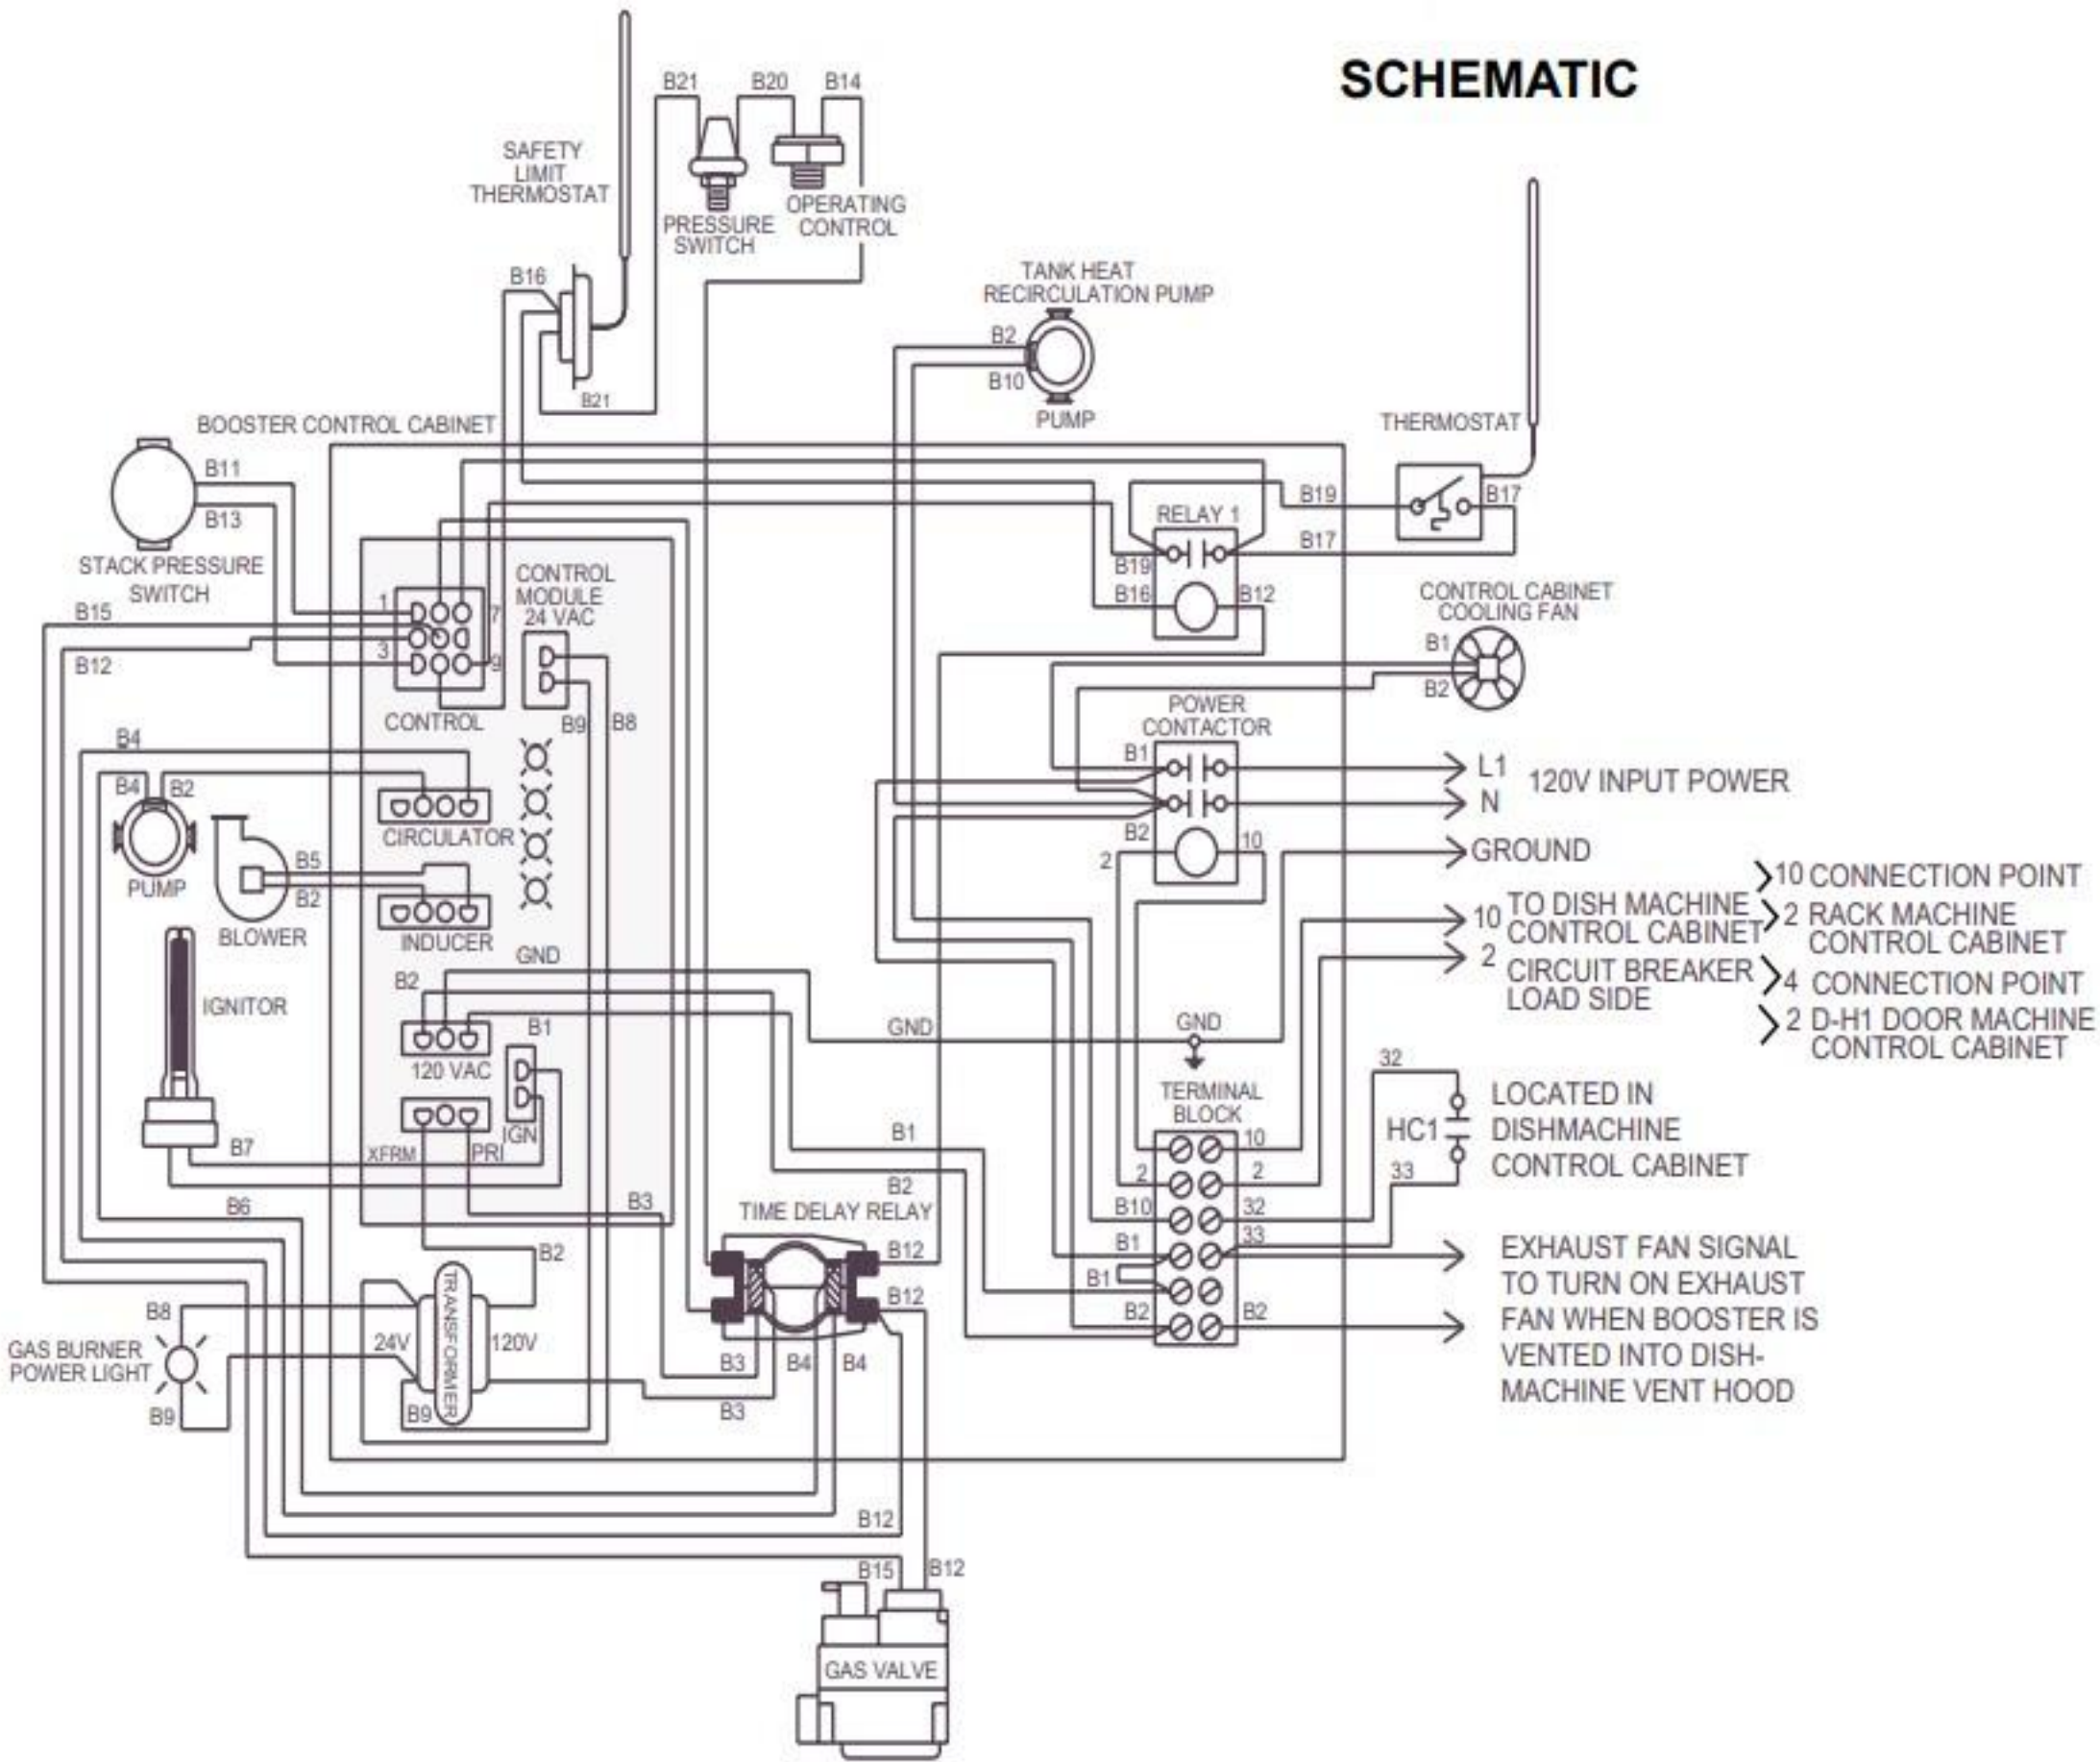 SCHEMATIC
B21
B20
B14
SAFETY
LIMIT
THERMOSTAT
PRESSURE
SWITCH
OPERATING
CONTROL
B16
B21
TANK HEAT
RECIRCULATION PUMP
B2
B10
PUMP
THERMOSTAT
BOOSTER CONTROL CABINET
B11
B13
STACK PRESSURE
SWITCH
B15
B12
B19
B17
RELAY 1
B17
B19
B16
B12
CONTROL
MODULE
24 VAC
1
7
3
9
CONTROL
B9
B8
CONTROL CABINET
COOLING FAN
B1
B2
POWER
CONTACTOR
B1
B2
2
10
L1
N
120V INPUT POWER
GROUND
B4
B4
B2
PUMP
CIRCULATOR
B5
B2
BLOWER
INDUCER
10
2
TO DISH MACHINE
CONTROL CABINET
CIRCUIT BREAKER
LOAD SIDE
10 CONNECTION POINT
2 RACK MACHINE
CONTROL CABINET
4 CONNECTION POINT
2 D-H1 DOOR MACHINE
CONTROL CABINET
IGNITOR
GND
B2
B1
GND
GND
120 VAC
IGN
XFRM
PRI
B7
B6
B3
B1
B2
TERMINAL
BLOCK
10
2
2
B10
32
B1
33
B1
B2
B2
32
HC1
33
LOCATED IN
DISHMACHINE
CONTROL CABINET
EXHAUST FAN SIGNAL
TO TURN ON EXHAUST
FAN WHEN BOOSTER IS
VENTED INTO DISH-
MACHINE VENT HOOD
TIME DELAY RELAY
B12
B12
B2
B8
GAS BURNER
POWER LIGHT
B9
24V
TRANSFORMER
120V
B9
B3
B4
B4
B3
B12
B15
B12
GAS VALVE